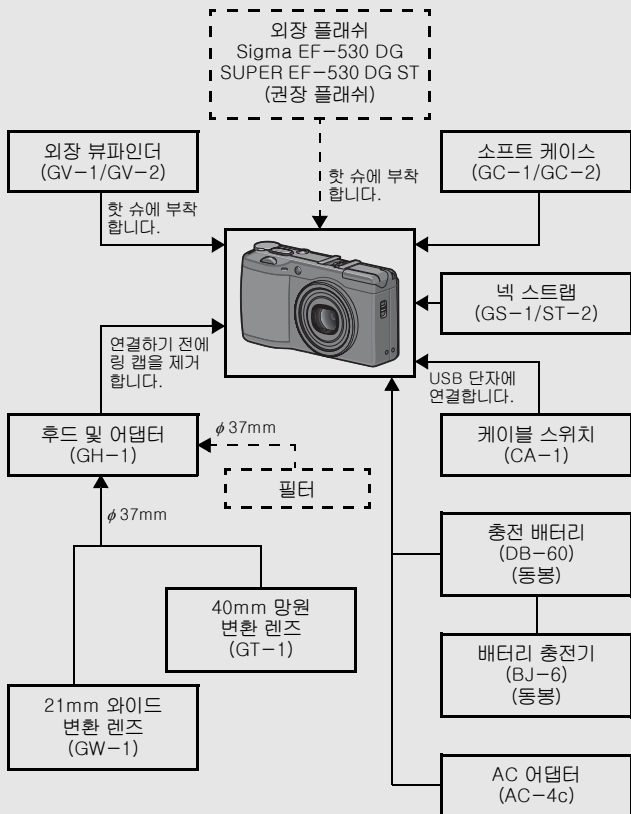 외장 플래쉬
Sigma EF-530 DG
SUPER EF-530 DG ST
(권장 플래쉬)
외장 뷰파인더
(GV-1/GV-2)
소프트 케이스
(GC-1/GC-2)
핫 슈에 부착
합니다.
핫 슈에 부착
합니다.
넥 스트랩
(GS-1/ST-2)
연결하기 전에
링 캡을 제거
합니다.
USB 단자에
연결합니다.
후드 및 어댑터
(GH-1)
ϕ 37mm
필터
케이블 스위치
(CA-1)
ϕ 37mm
충전 배터리
(DB-60)
(동봉)
40mm 망원
변환 렌즈
(GT-1)
배터리 충전기
(BJ-6)
(동봉)
21mm 와이드
변환 렌즈
(GW-1)
AC 어댑터
(AC-4c)